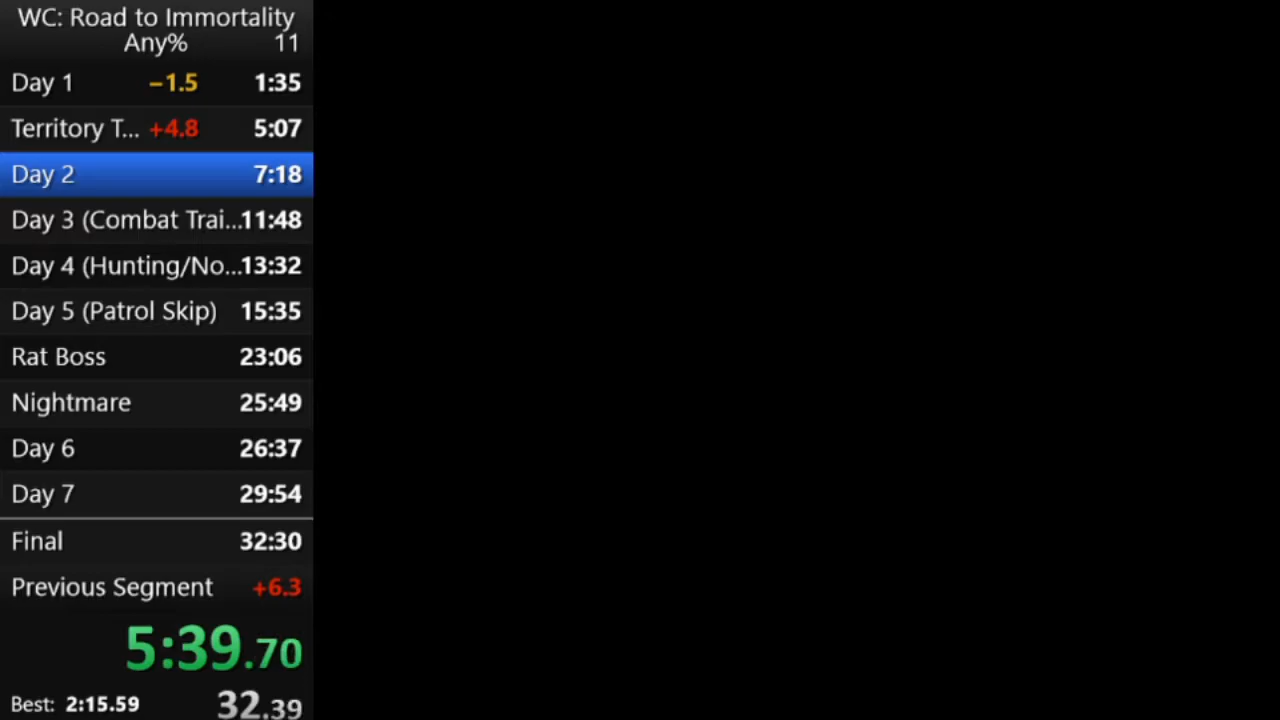 WC: Road to Immortality
Any% 11
Day 1 −1.5 1:35
Territory T... +4.8 5:07
Day 2 7:18
Day 3 (Combat Trai... 11:48
Day 4 (Hunting/No... 13:32
Day 5 (Patrol Skip) 15:35
Rat Boss 23:06
Nightmare 25:49
Day 6 26:37
Day 7 29:54
Final 32:30
Previous Segment +6.3
5:39.70
Best: 2:15.59 32.39